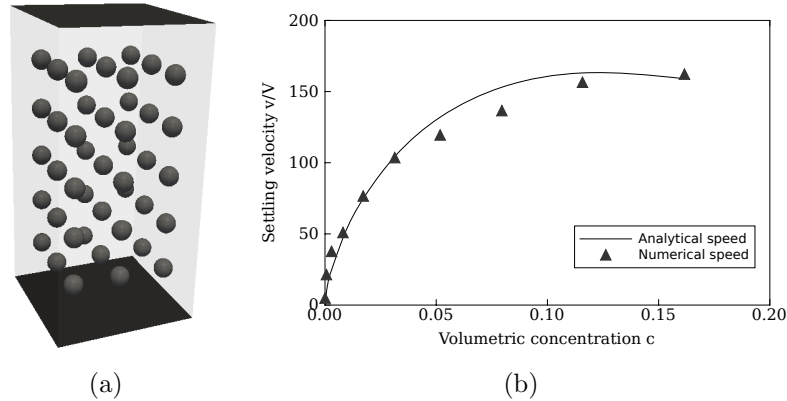 200
150
100
50
0
Settling velocity v/V
0.00 0.05 0.10 0.15 0.20
Volumetric concentration c
Analytical speed
Numerical speed
(a) (b)